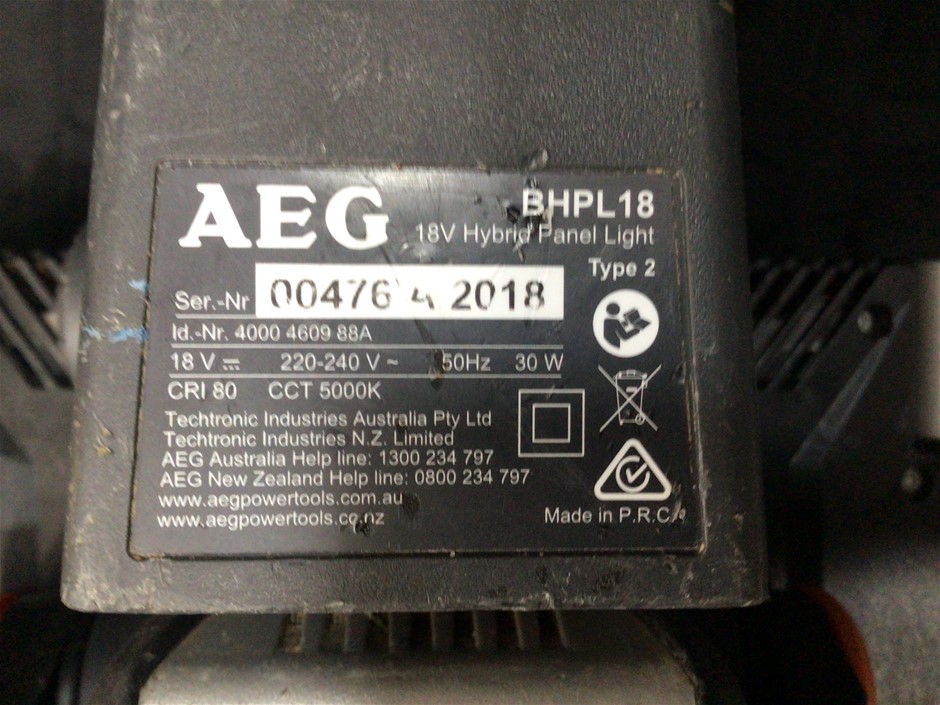 AEG
BHPL18
18V Hybrid Panel Light
Type 2
Ser.-Nr 00476 4 2018
Id.-Nr. 4000 4609 88A
18 V ⎓ 220-240 V ~ 50Hz 30 W
CRI 80 CCT 5000K
Techtronic Industries Australia Pty Ltd
Techtronic Industries N.Z. Limited
AEG Australia Help line: 1300 234 797
AEG New Zealand Help line: 0800 234 797
www.aegpowertools.com.au
www.aegpowertools.co.nz
Made in P.R.C.